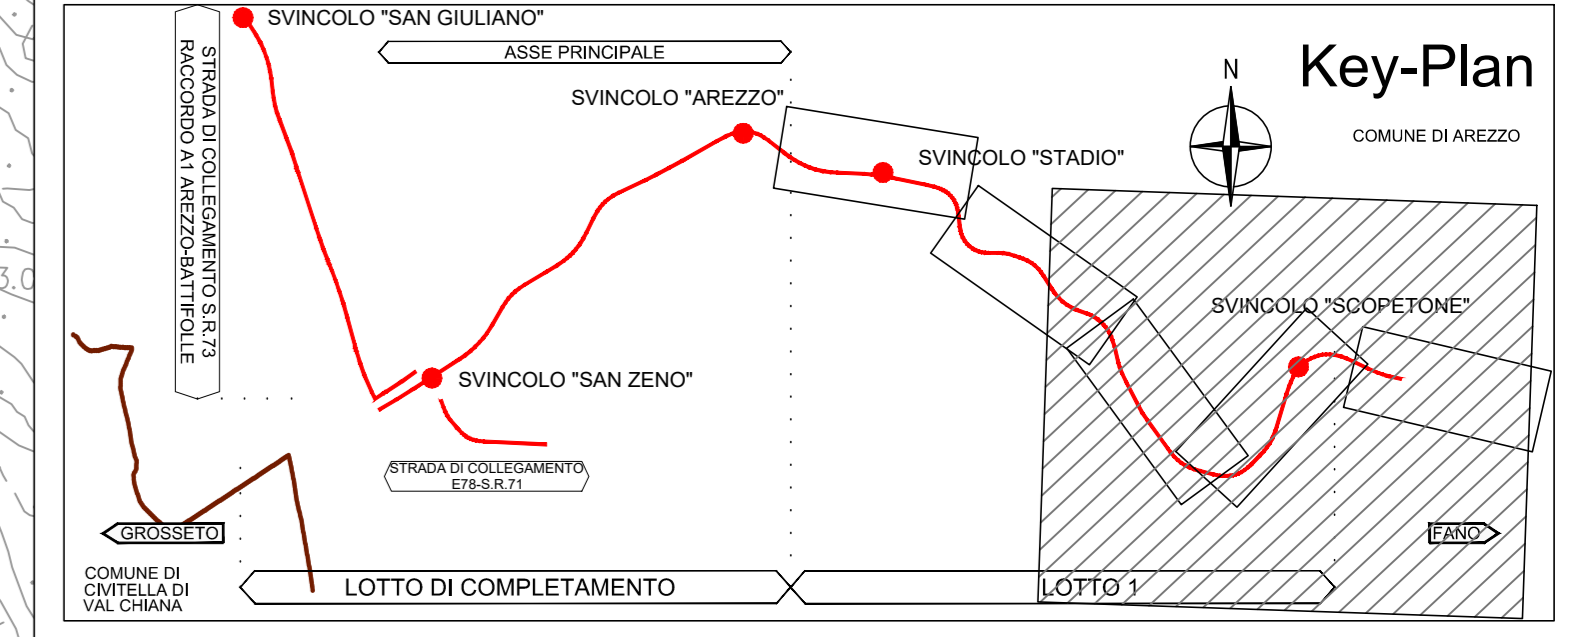 SVINCOLO "SAN GIULIANO"
STRADA DI COLLEGAMENTO S.R.73
RACCORDO A1 AREZZO-BATTIFOLLE
ASSE PRINCIPALE
Key-Plan
N
SVINCOLO "AREZZO"
COMUNE DI AREZZO
SVINCOLO "STADIO"
3.0
SVINCOLO "SCOPETONE"
SVINCOLO "SAN ZENO"
STRADA DI COLLEGAMENTO
E78-S.R.71
GROSSETO
FANO
COMUNE DI
CIVITELLA DI
VAL CHIANA
LOTTO DI COMPLETAMENTO
LOTTO 1